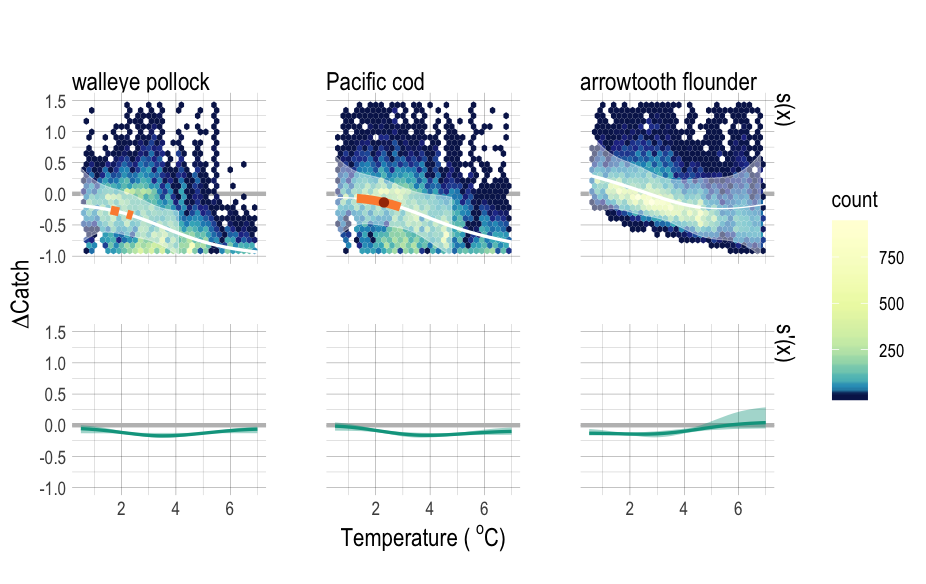 walleye pollock
Pacific cod
arrowtooth flounder
s(x)
1.5
1.0
0.5
0.0
-0.5
-1.0
count
750
500
250
ΔCatch
s'(x)
1.5
1.0
0.5
0.0
-0.5
-1.0
2 4 6
2 4 6
2 4 6
Temperature ( °C)